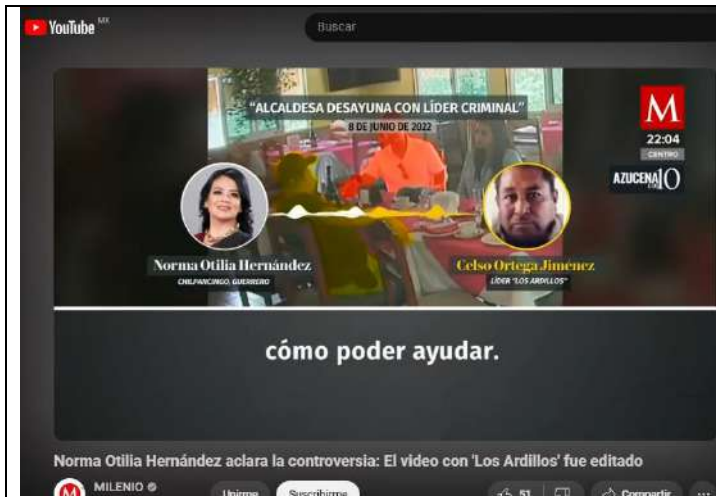 YouTube MX
Buscar
"ALCALDESA DESAYUNA CON LÍDER CRIMINAL"
8 DE JUNIO DE 2022
M
22:04
CENTRO
AZUCENA 10
Norma Otilia Hernández
CHILPANCINGO, GUERRERO
Celso Ortega Jiménez
LÍDER "LOS ARDILLOS"
cómo poder ayudar.
Norma Otilia Hernández aclara la controversia: El video con 'Los Ardillos' fue editado
MILENIO
Unirme
Suscribirme
51
Compartir